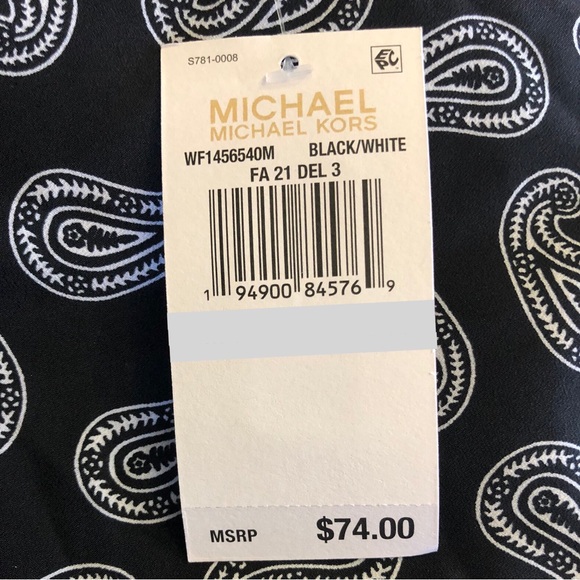 S781-0008
EPC
MICHAEL
MICHAEL KORS
WF1456540M BLACK/WHITE
FA 21 DEL 3
1 94900 84576 9
MSRP $74.00